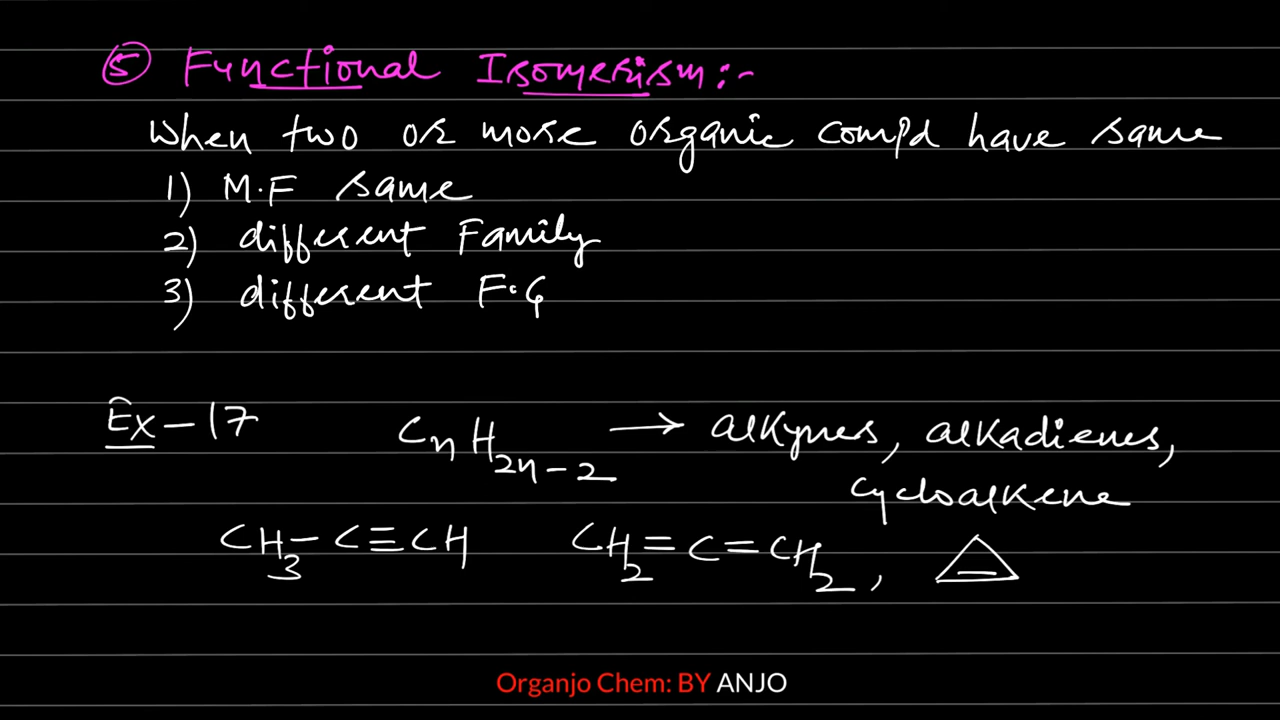 ⑤ Functional Isomerism:-
When two or more organic comp'd have same
1) M.F same
2) different Family
3) different F.G
Ex-17 CₙH₂ₙ₋₂ → alkynes, alkadienes,
cycloalkene
CH₃-C≡CH CH₂=C=CH₂,
Organjo Chem: BY ANJO